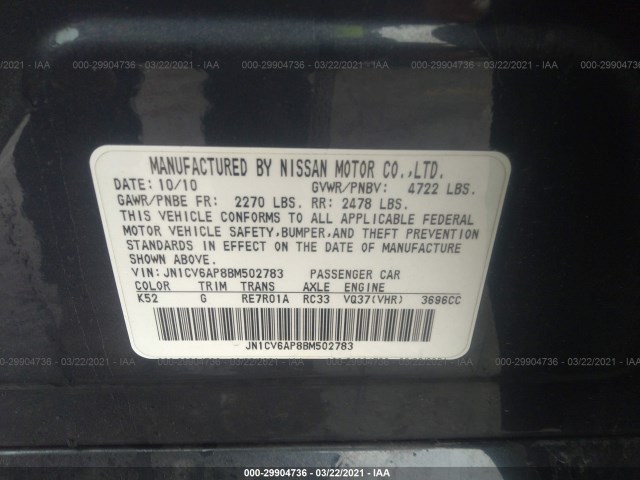 000-29904736 - 03/22/2021 - IAA
MANUFACTURED BY NISSAN MOTOR CO.,LTD.
DATE: 10/10 GVWR/PNBV: 4722 LBS.
GAWR/PNBE FR: 2270 LBS. RR: 2478 LBS.
THIS VEHICLE CONFORMS TO ALL APPLICABLE FEDERAL
MOTOR VEHICLE SAFETY, BUMPER, AND THEFT PREVENTION
STANDARDS IN EFFECT ON THE DATE OF MANUFACTURE
SHOWN ABOVE.
VIN: JN1CV6AP8BM502783 PASSENGER CAR
COLOR TRIM TRANS AXLE ENGINE
K52 G RE7R01A RC33 VQ37(VHR) 3696CC
JN1CV6AP8BM502783
000-29904736 - 03/22/2021 - IAA